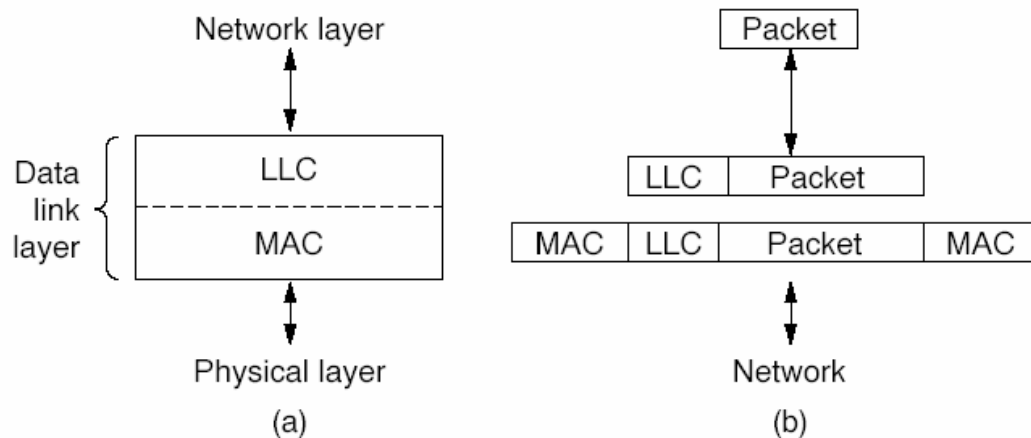 Network layer
Data
link
layer
LLC
MAC
Physical layer
(a)
Packet
LLC Packet
MAC LLC Packet MAC
Network
(b)